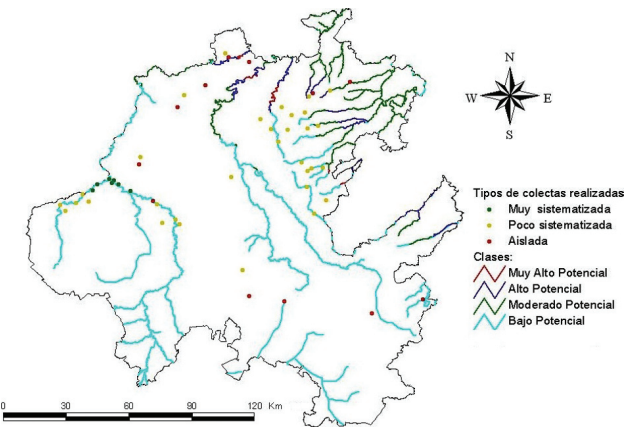 N
W E
S
Tipos de colectas realizadas
Muy sistematizada
Poco sistematizada
Aislada
Clases:
Muy Alto Potencial
Alto Potencial
Moderado Potencial
Bajo Potencial
0 30 60 90 120 Km